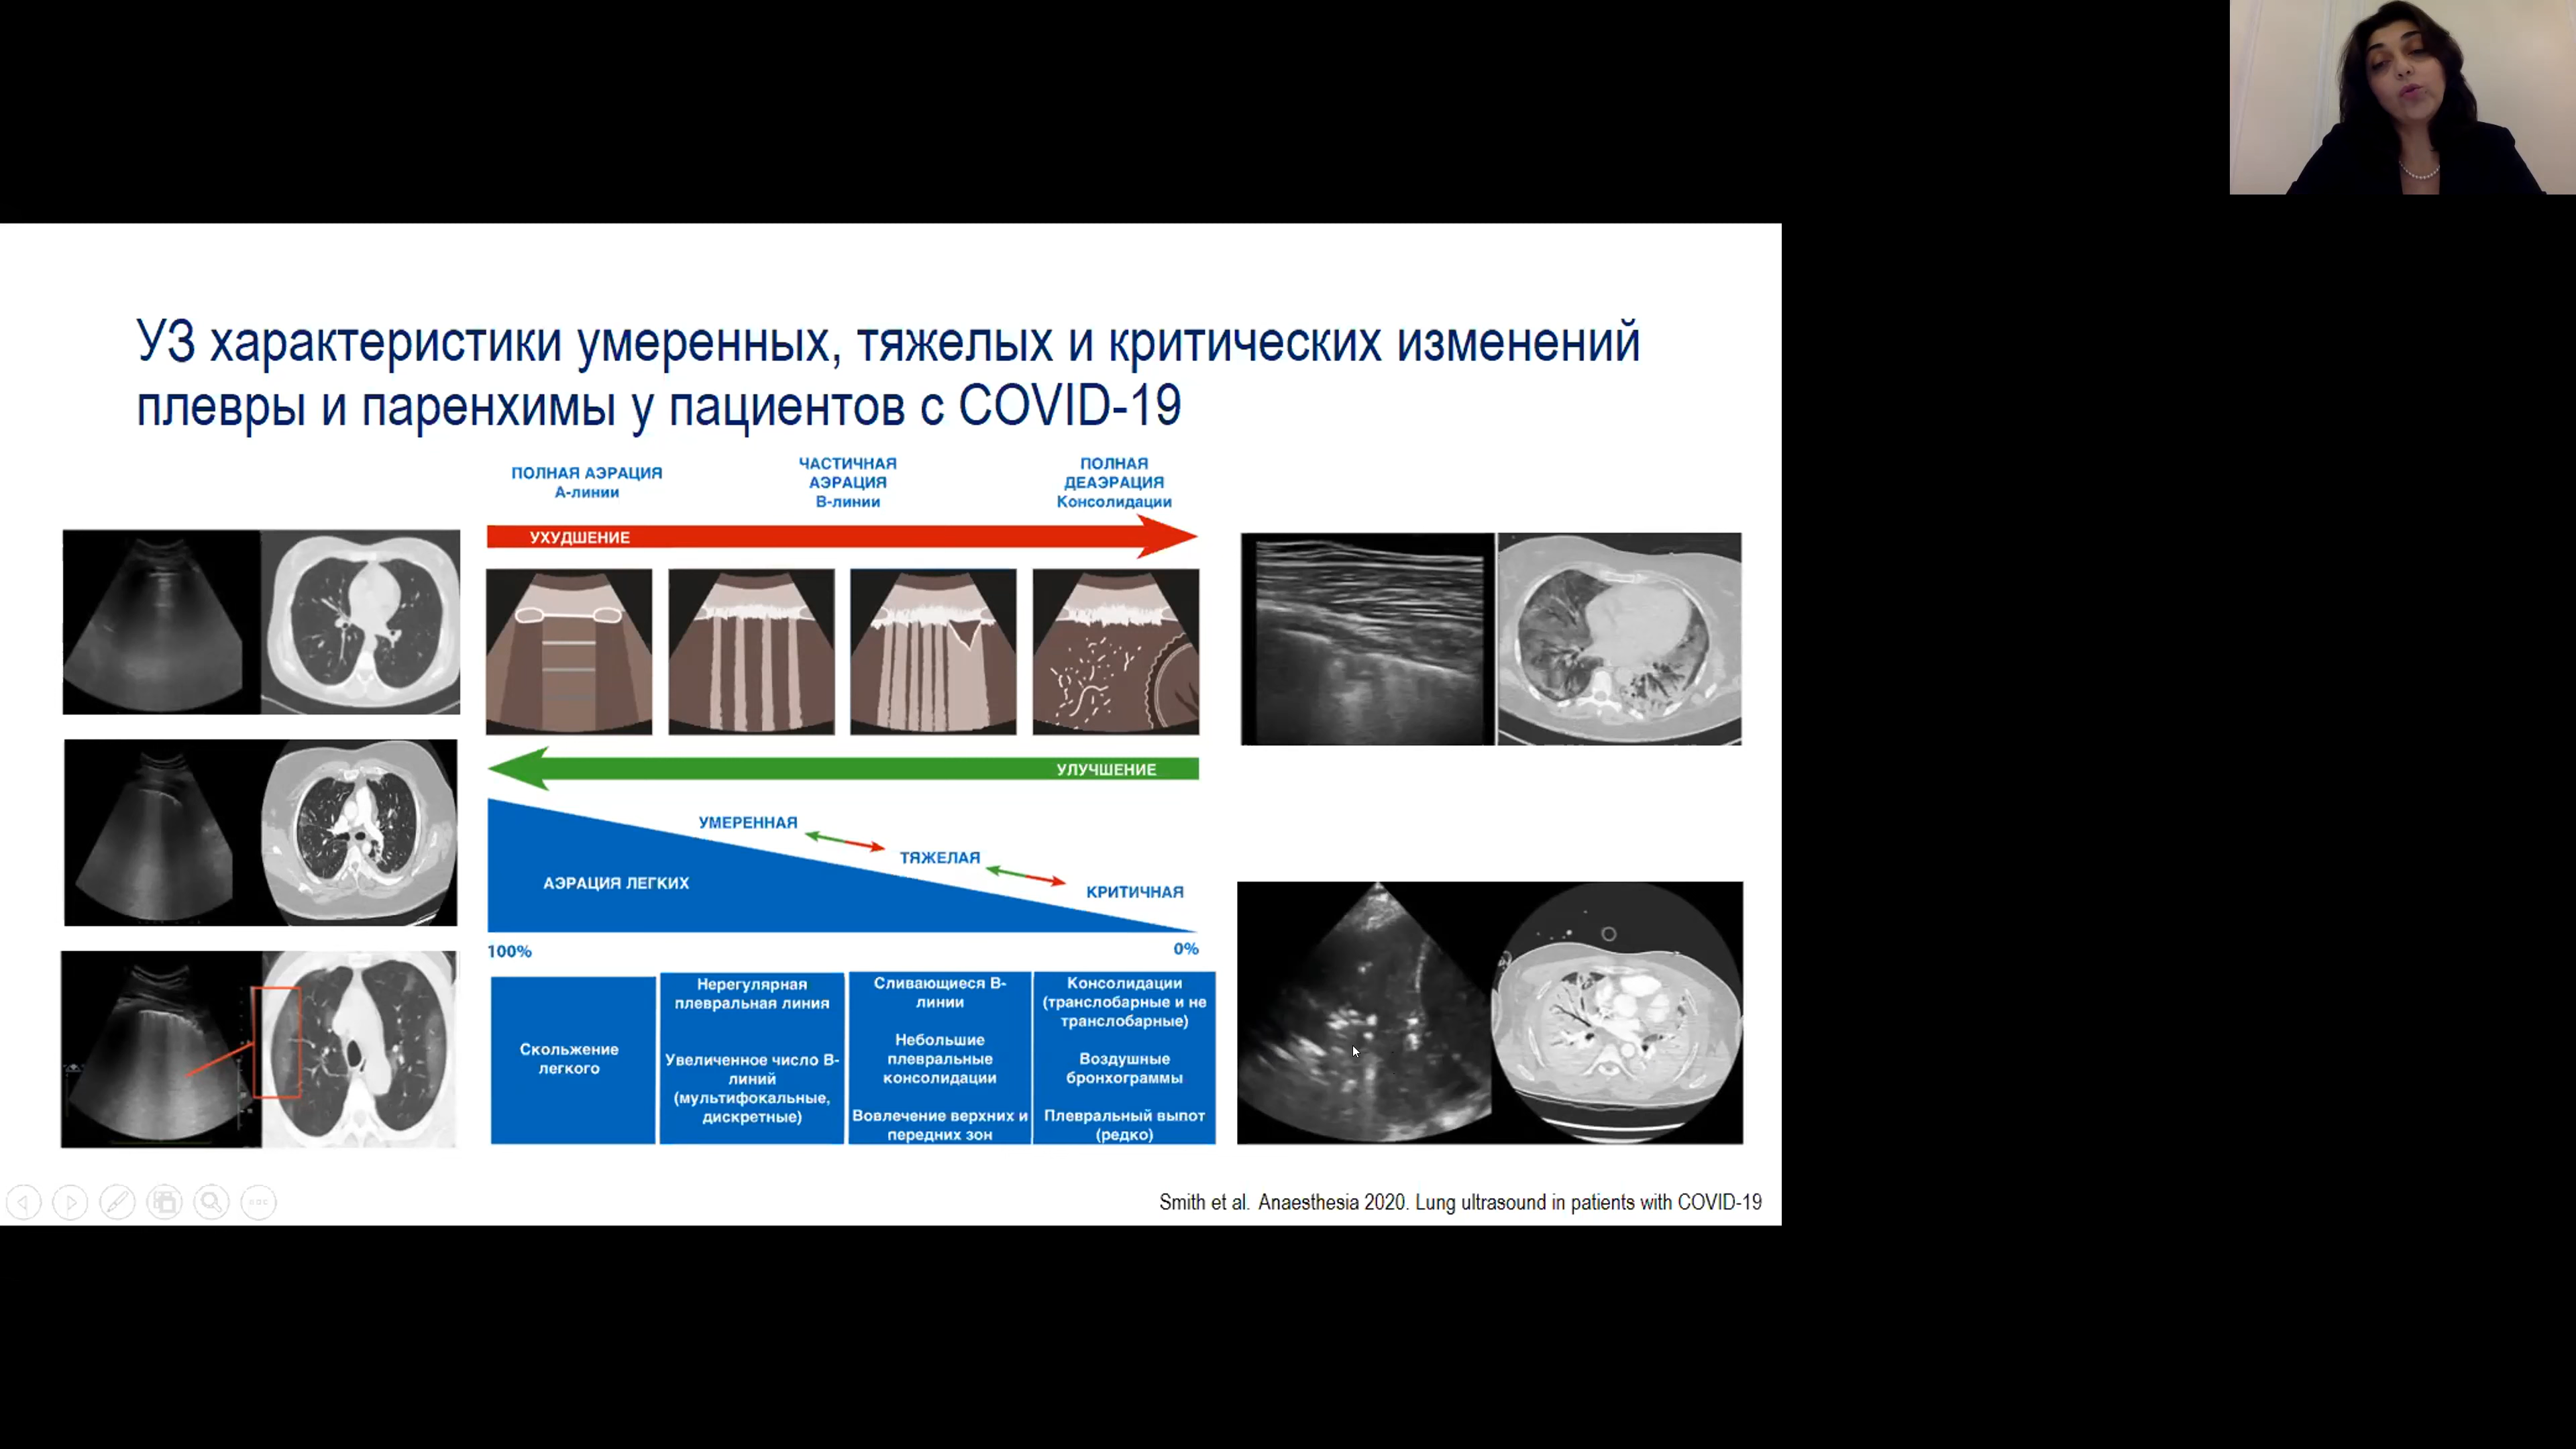 УЗ характеристики умеренных, тяжелых и критических изменений
плевры и паренхимы у пациентов с COVID-19
ПОЛНАЯ АЭРАЦИЯ
А-линии
ЧАСТИЧНАЯ
АЭРАЦИЯ
В-линии
ПОЛНАЯ
ДЕАЭРАЦИЯ
Консолидации
УХУДШЕНИЕ
УЛУЧШЕНИЕ
УМЕРЕННАЯ
ТЯЖЕЛАЯ
КРИТИЧНАЯ
АЭРАЦИЯ ЛЕГКИХ
100%
0%
Скольжение
легкого
Нерегулярная
плевральная линия
Увеличенное число В-
линий
(мультифокальные,
дискретные)
Сливающиеся В-
линии
Небольшие
плевральные
консолидации
Вовлечение верхних и
передних зон
Консолидации
(транслобарные и не
транслобарные)
Воздушные
бронхограммы
Плевральный выпот
(редко)
Smith et al. Anaesthesia 2020. Lung ultrasound in patients with COVID-19